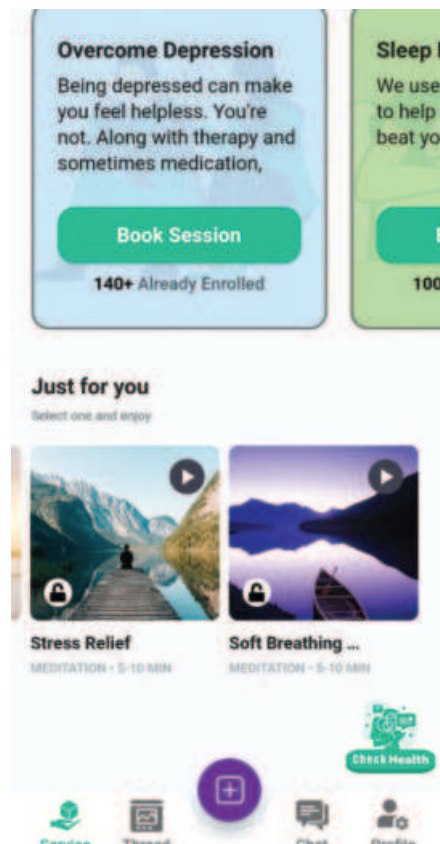 Overcome Depression
Being depressed can make
you feel helpless. You're
not. Along with therapy and
sometimes medication,
Book Session
140+ Already Enrolled
Sleep
We use
to help
beat yo
100
Just for you
Select one and enjoy
Stress Relief
MEDITATION • 5-10 MIN
Soft Breathing ...
MEDITATION • 5-10 MIN
Check Health
Service
Thread
Chat
Profile